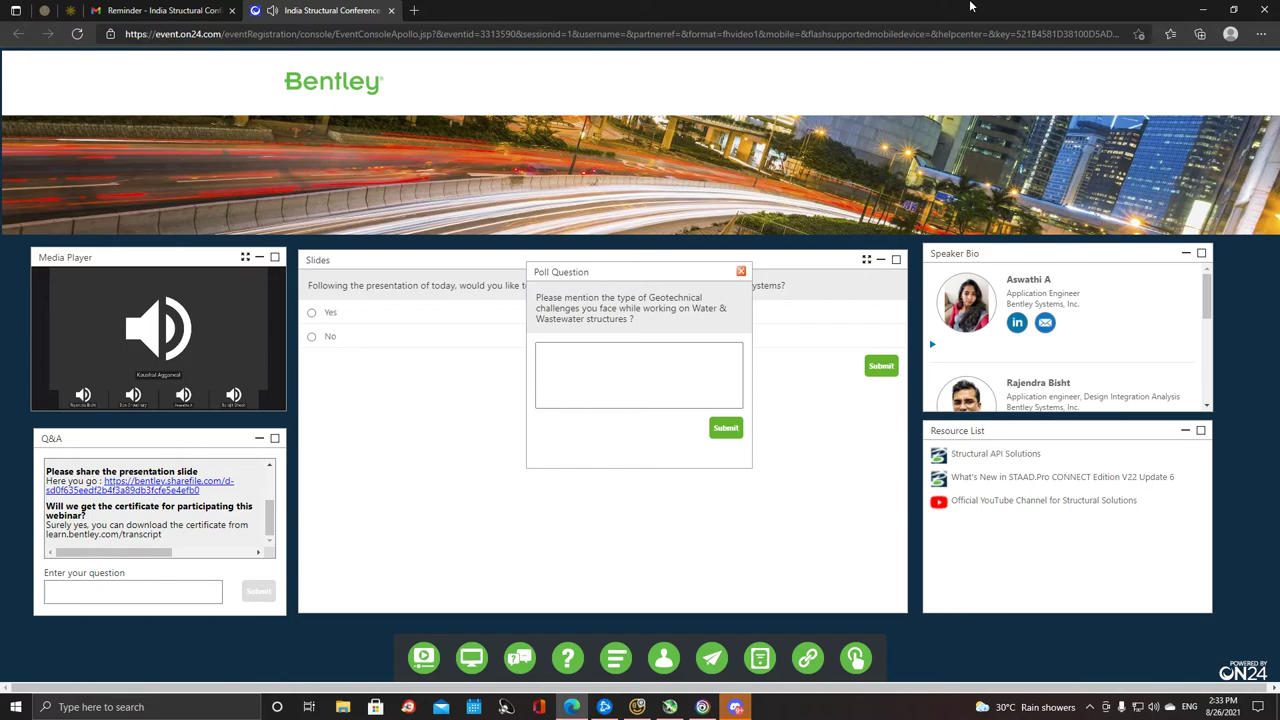 Reminder - India Structural Conf
India Structural Conference
https://event.on24.com/eventRegistration/console/EventConsoleApollo.jsp?&eventid=3313590&sessionid=1&username=&partnerref=&format=fhvideo1&mobile=&flashsupportedmobiledevice=&helpcenter=&key=521B4581D38100D5AD...
Bentley®
Media Player
Kaushal Aggarwal
Slides
Following the presentation of today, would you like t
ystems?
Yes
No
Submit
Poll Question
Please mention the type of Geotechnical
challenges you face while working on Water &
Wastewater structures ?
Submit
Speaker Bio
Aswathi A
Application Engineer
Bentley Systems, Inc.
Rajendra Bisht
Application engineer, Design Integration Analysis
Bentley Systems, Inc.
Q&A
Please share the presentation slide
Here you go : https://bentley.sharefile.com/d-
sd0f635eedf2b4f3a89db3fcfe5e4efb0
Will we get the certificate for participating this
webinar?
Surely yes, you can download the certificate from
learn.bentley.com/transcript
Enter your question
Submit
Resource List
Structural API Solutions
What's New in STAAD.Pro CONNECT Edition V22 Update 6
Official YouTube Channel for Structural Solutions
POWERED BY
ON24
Type here to search
30°C Rain showers
ENG
2:33 PM
8/26/2021